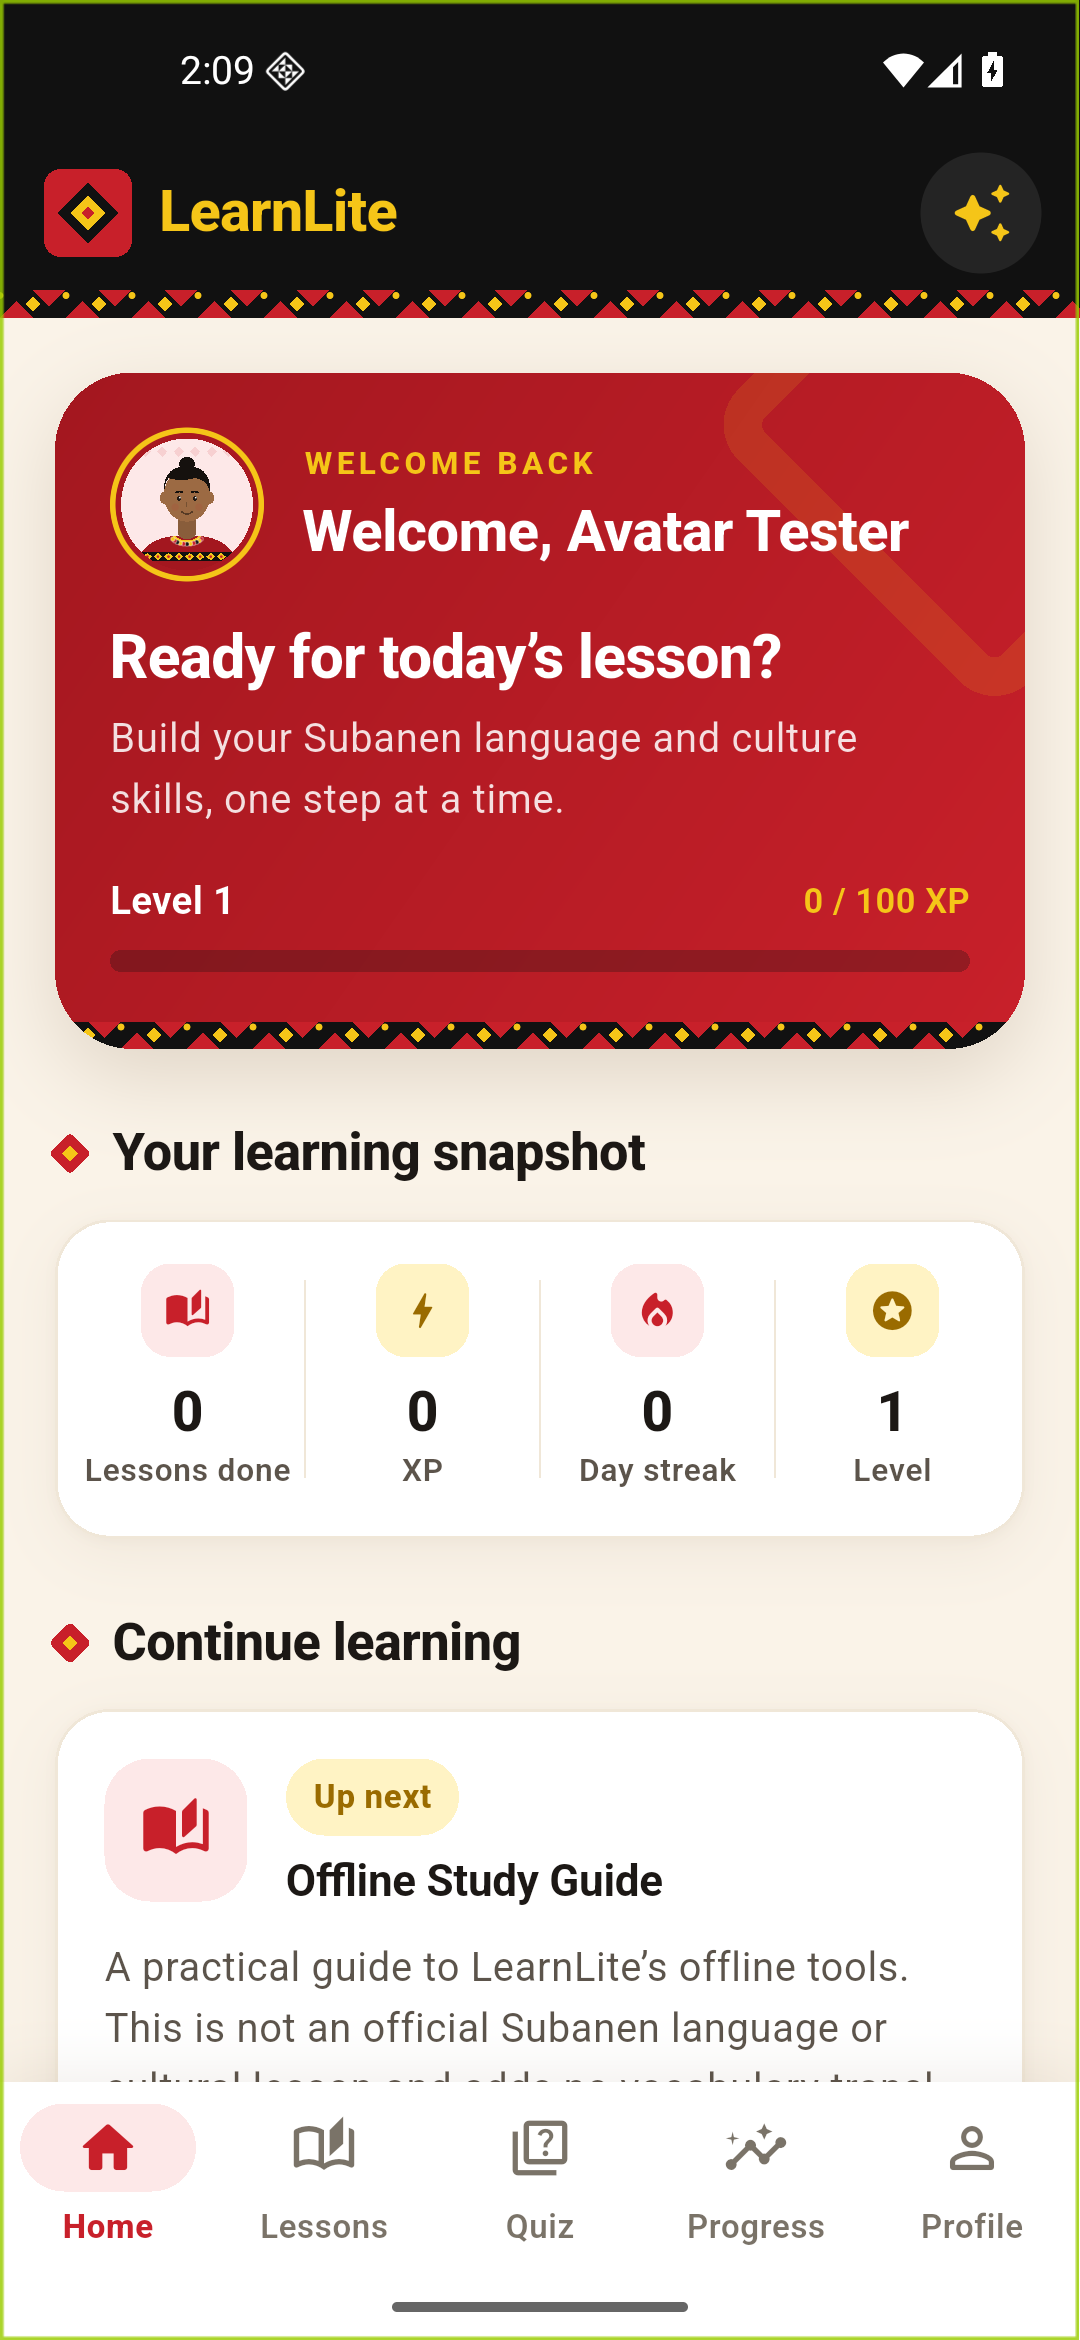 2:09
LearnLite
WELCOME BACK
Welcome, Avatar Tester
Ready for today’s lesson?
Build your Subanen language and culture
skills, one step at a time.
Level 1
0 / 100 XP
Your learning snapshot
0
Lessons done
0
XP
0
Day streak
1
Level
Continue learning
Up next
Offline Study Guide
A practical guide to LearnLite’s offline tools.
This is not an official Subanen language or
Home
Lessons
Quiz
Progress
Profile